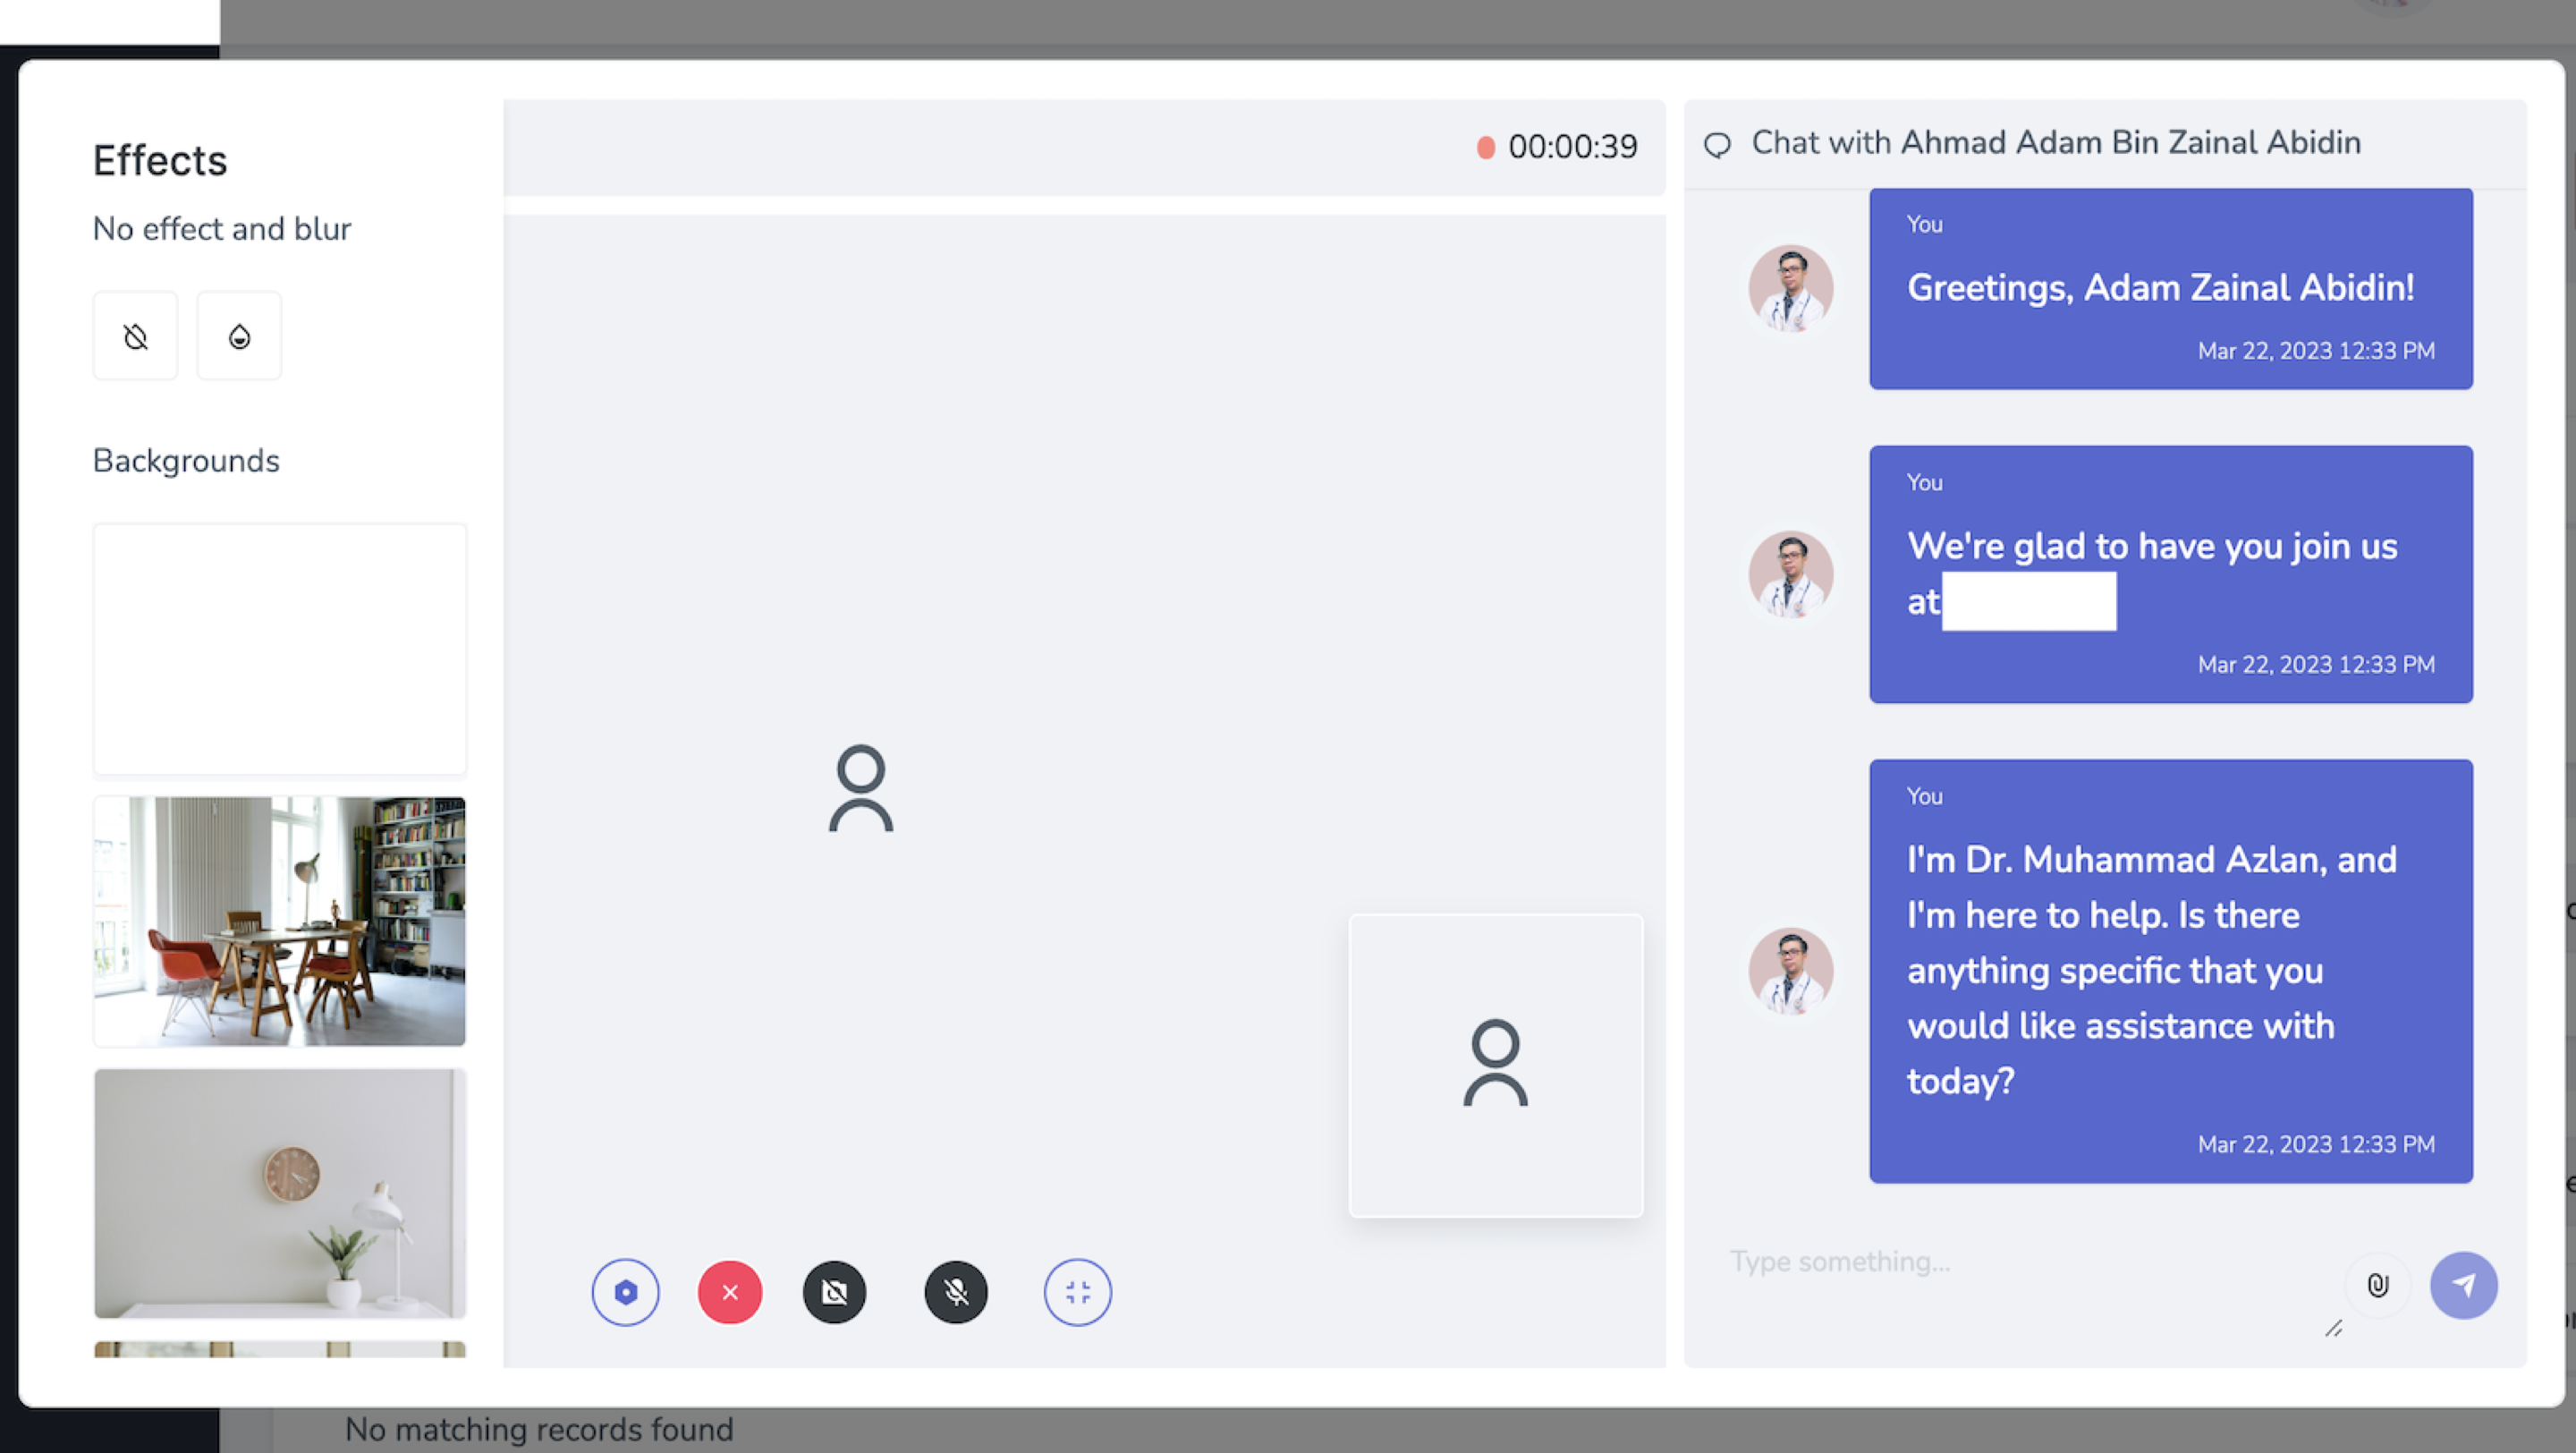 Effects
No effect and blur
Backgrounds
00:00:39
Chat with Ahmad Adam Bin Zainal Abidin
You
Greetings, Adam Zainal Abidin!
Mar 22, 2023 12:33 PM
You
We're glad to have you join us
at
Mar 22, 2023 12:33 PM
You
I'm Dr. Muhammad Azlan, and
I'm here to help. Is there
anything specific that you
would like assistance with
today?
Mar 22, 2023 12:33 PM
Type something...
No matching records found